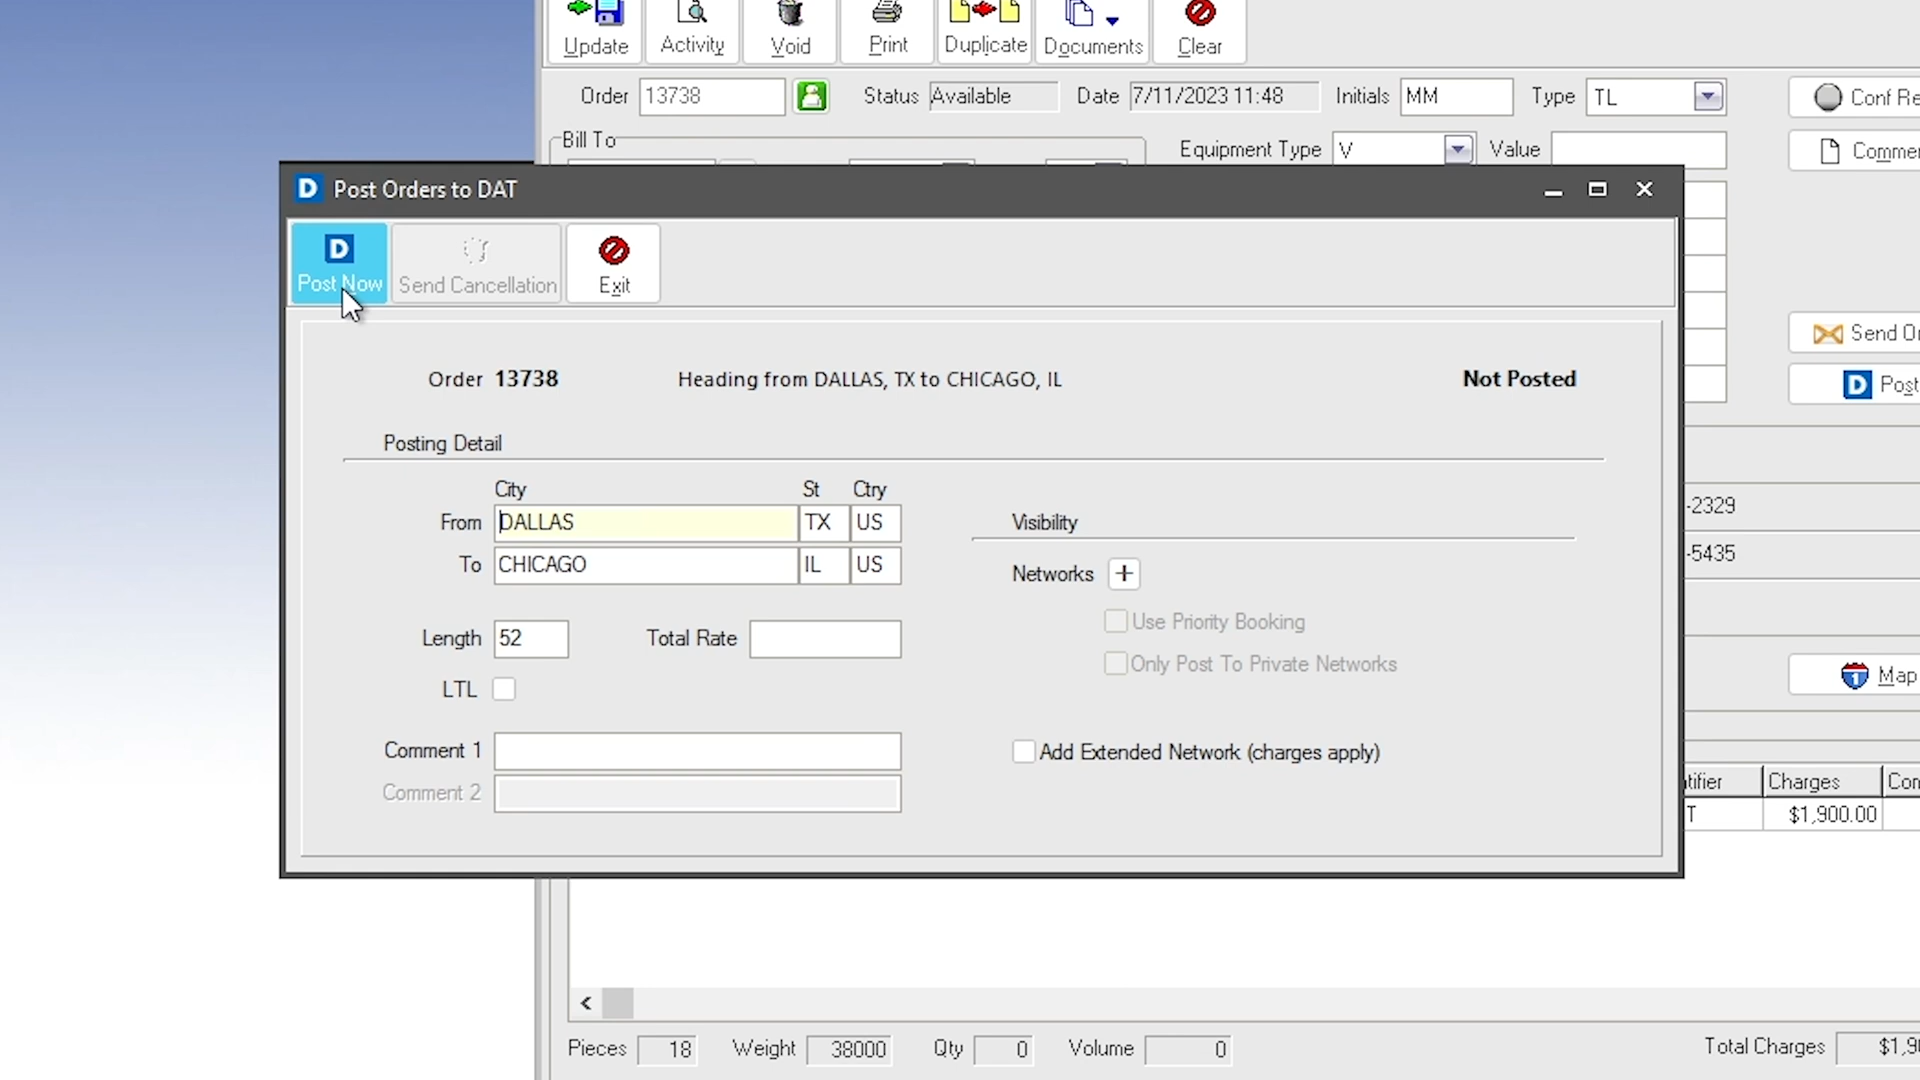 Update Activity Void Print Duplicate Documents Clear
Order 13738 Status Available Date 7/11/2023 11:48 Initials MM Type TL Conf Re
Bill To Equipment Type V Value Commer
D Post Orders to DAT
D
Post Now Send Cancellation Exit
Send Or
Order 13738 Heading from DALLAS, TX to CHICAGO, IL Not Posted
D Post
Posting Detail
City St Ctry
-2329
From DALLAS TX US Visibility
-5435
To CHICAGO IL US Networks +
Use Priority Booking
Length 52 Total Rate
Only Post To Private Networks
1 Map
LTL
Comment 1 Add Extended Network (charges apply)
Comment 2
ntifier Charges Con
T $1,900.00
Pieces 18 Weight 38000 Qty 0 Volume 0 Total Charges $1,90